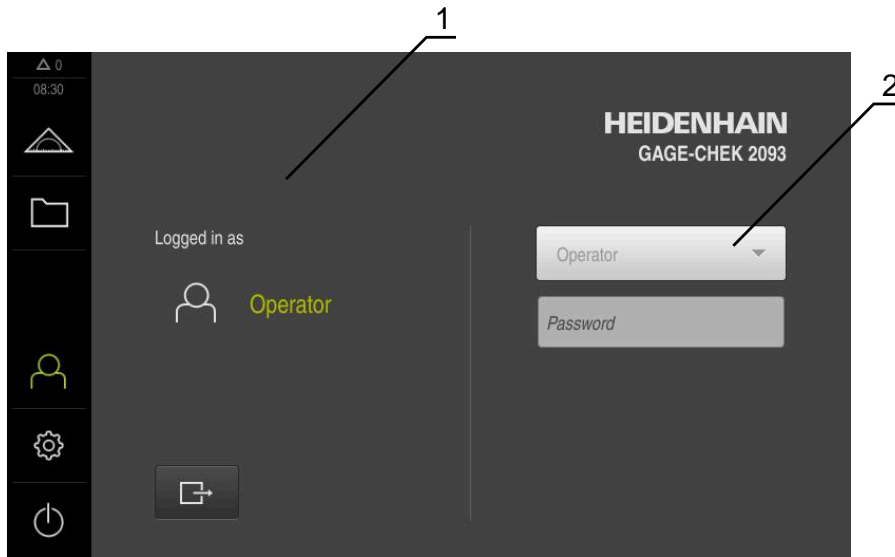 1
2
0
08:30
HEIDENHAIN
GAGE-CHEK 2093
Logged in as
Operator
Operator
Password